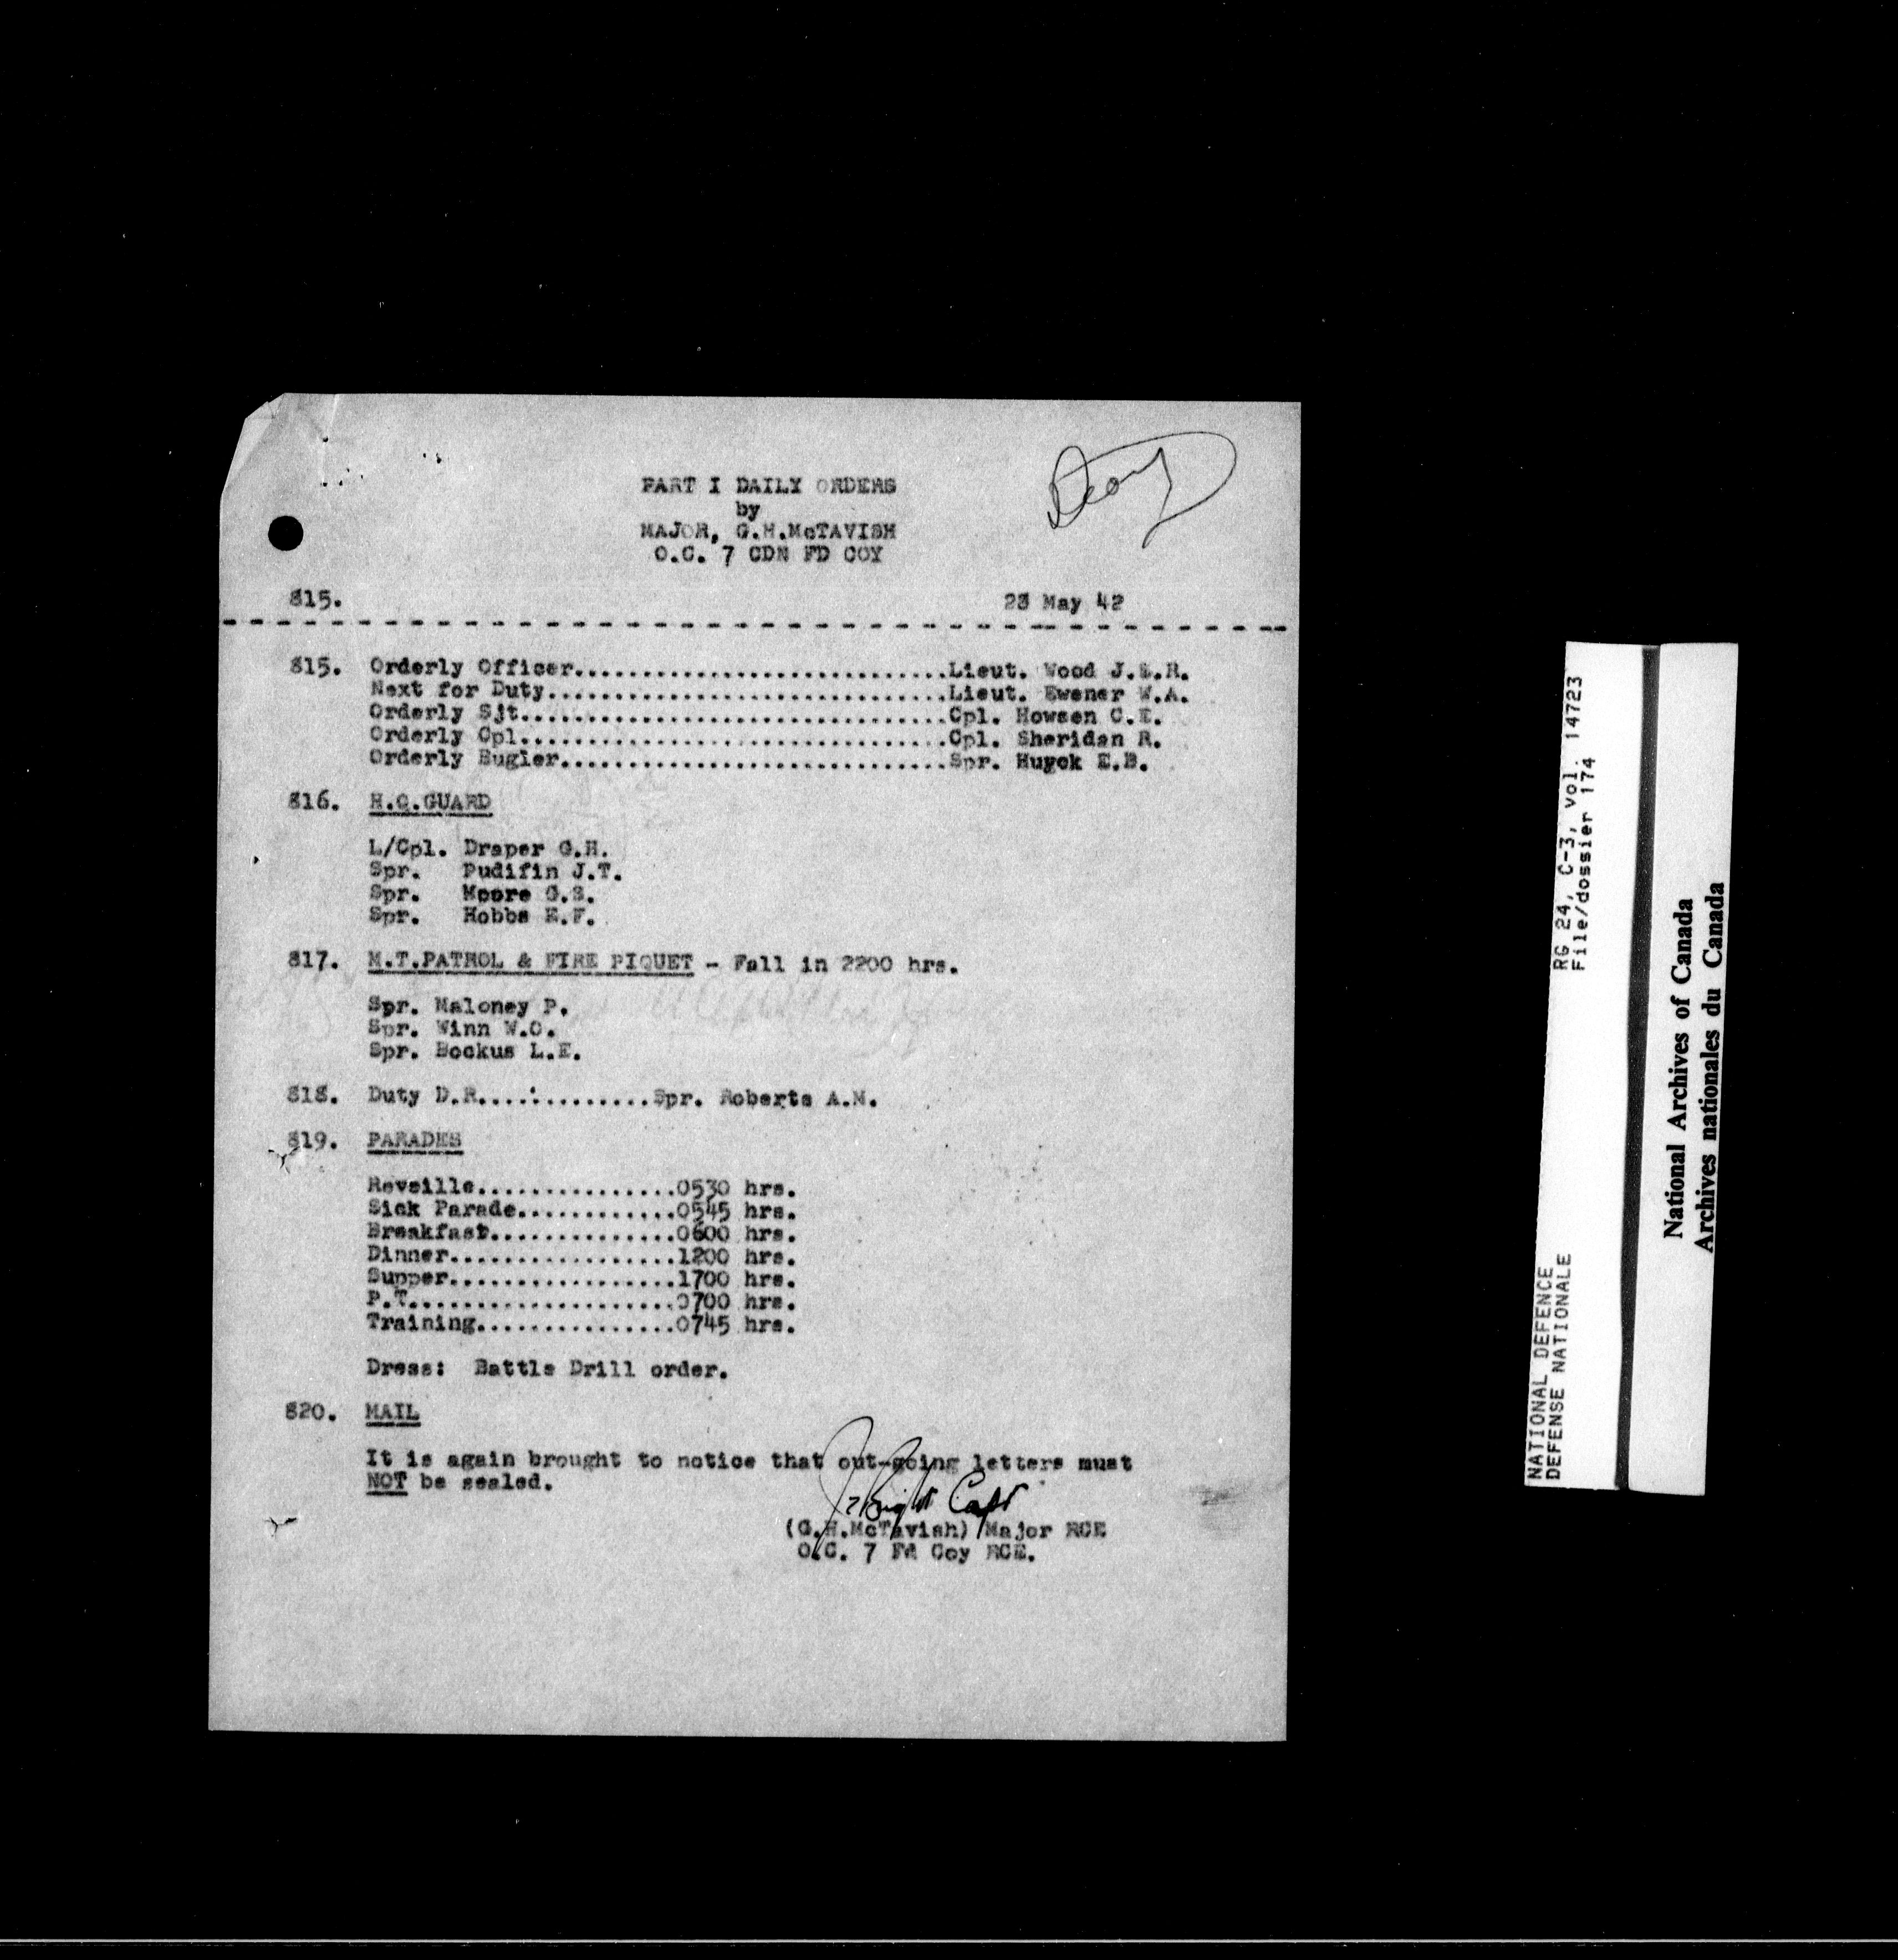 PART I DAILY ORDERS
by
MAJOR, G.H.McTAVISH
O.C. 7 CDN FD COY
815. 23 May 42
815. Orderly Officer............................Lieut. Wood J.E.R.
Next for Duty..............................Lieut. Ewener W.A.
Orderly Sjt................................Cpl. Howsen C.E.
Orderly Cpl................................Cpl. Sheridan R.
Orderly Bugler.............................Spr. Huyck E.B.
816. H.Q.GUARD
L/Cpl. Draper G.H.
Spr. Pudifin J.T.
Spr. Moore G.S.
Spr. Hobbs E.F.
817. M.T.PATROL & FIRE PIQUET - Fall in 2200 hrs.
Spr. Maloney P.
Spr. Winn W.O.
Spr. Bockus L.E.
818. Duty D.R.............Spr. Roberts A.M.
819. PARADES
Reveille...............0530 hrs.
Sick Parade............0545 hrs.
Breakfast..............0600 hrs.
Dinner.................1200 hrs.
Supper.................1700 hrs.
P.T....................0700 hrs.
Training...............0745 hrs.
Dress: Battle Drill order.
820. MAIL
It is again brought to notice that out-going letters must
NOT be sealed.
Capt
(G.H.McTavish) Major RCE
O.C. 7 Fd Coy RCE.
NATIONAL DEFENCE RG 24, C-3, Vol. 14723
DEFENSE NATIONALE File/dossier 174
National Archives of Canada
Archives nationales du Canada